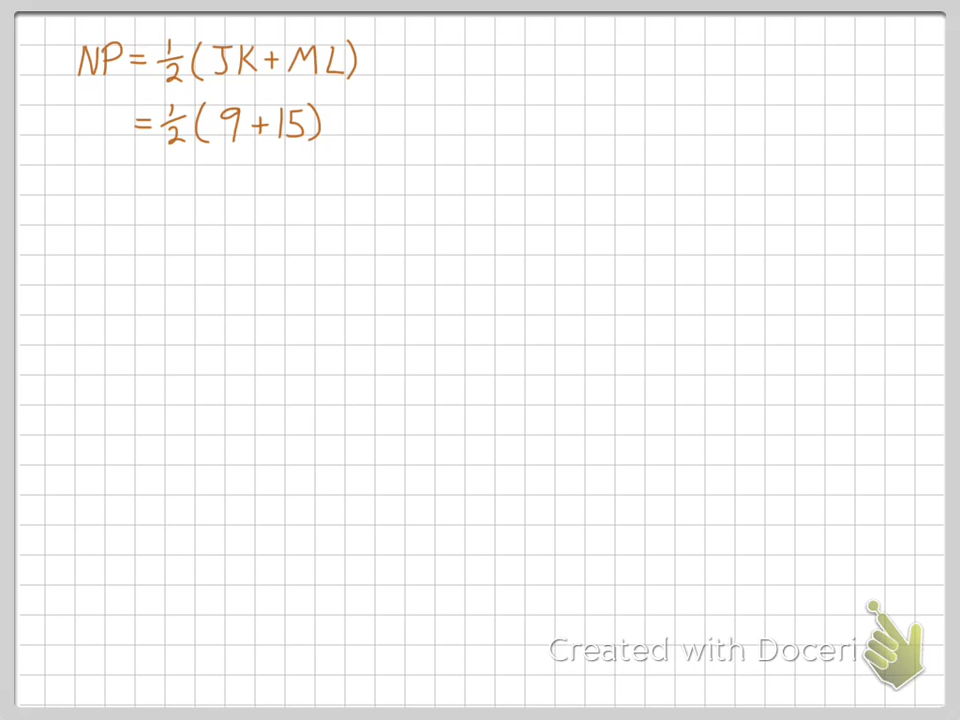 NP = 1/2 (JK + ML)
= 1/2 (9 + 15)
Created with Doceri